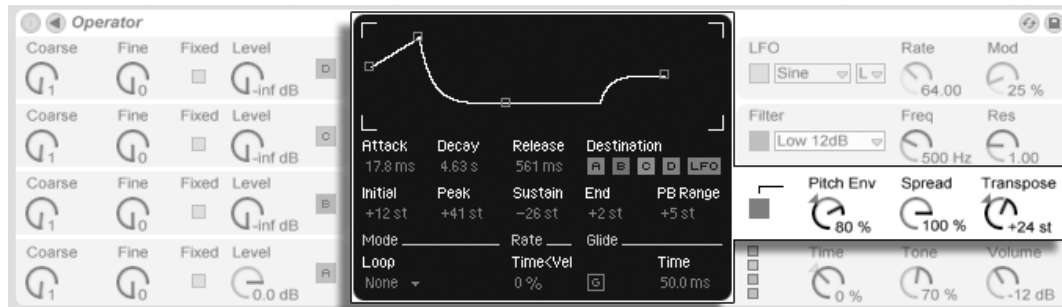 Operator
Coarse Fine Fixed Level
1 0 -inf dB D
Coarse Fine Fixed Level
1 0 -inf dB C
Coarse Fine Fixed Level
1 0 -inf dB B
Coarse Fine Fixed Level
1 0 0.0 dB A
Attack Decay Release Destination
17.8 ms 4.63 s 561 ms A B C D LFO
Initial Peak Sustain End PB Range
+12 st +41 st -26 st +2 st +5 st
Mode Rate Glide
Loop Time<Vel Time
None 0 % G 50.0 ms
LFO Rate Mod
Sine L 64.00 25 %
Filter Freq Res
Low 12dB 500 Hz 1.00
Pitch Env Spread Transpose
80 % 100 % +24 st
Time Tone Volume
0 % 70 % -12 dB